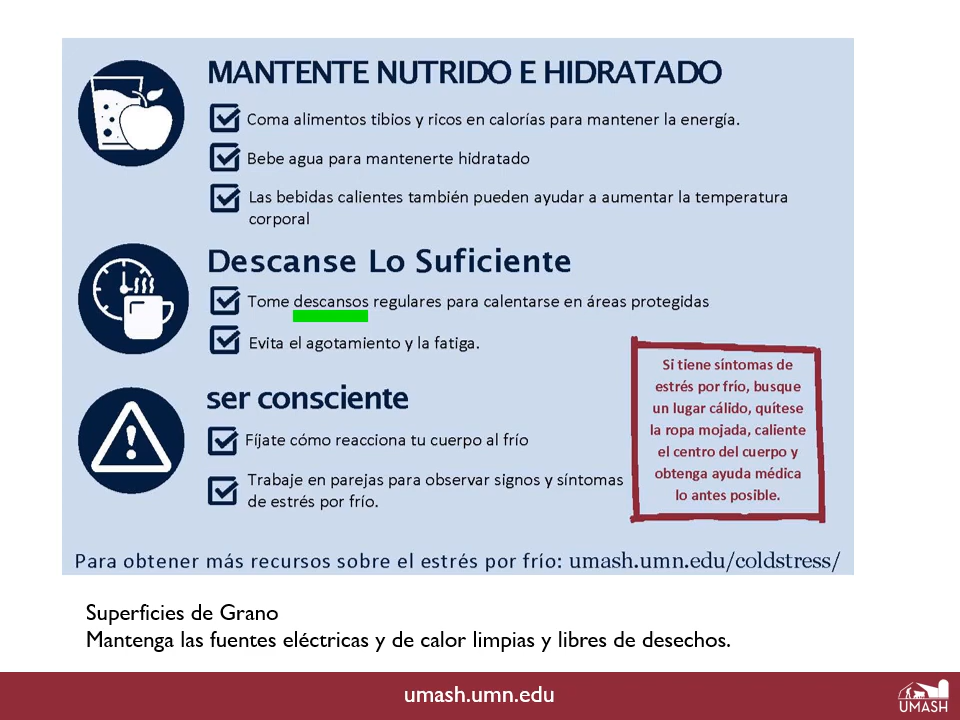 MANTENTE NUTRIDO E HIDRATADO
Coma alimentos tibios y ricos en calorías para mantener la energía.
Bebe agua para mantenerte hidratado
Las bebidas calientes también pueden ayudar a aumentar la temperatura
corporal
Descanse Lo Suficiente
Tome descansos regulares para calentarse en áreas protegidas
Evita el agotamiento y la fatiga.
ser consciente
Fíjate cómo reacciona tu cuerpo al frío
Trabaje en parejas para observar signos y síntomas
de estrés por frío.
Si tiene síntomas de
estrés por frío, busque
un lugar cálido, quítese
la ropa mojada, caliente
el centro del cuerpo y
obtenga ayuda médica
lo antes posible.
Para obtener más recursos sobre el estrés por frío: umash.umn.edu/coldstress/
Superficies de Grano
Mantenga las fuentes eléctricas y de calor limpias y libres de desechos.
umash.umn.edu
UMASH